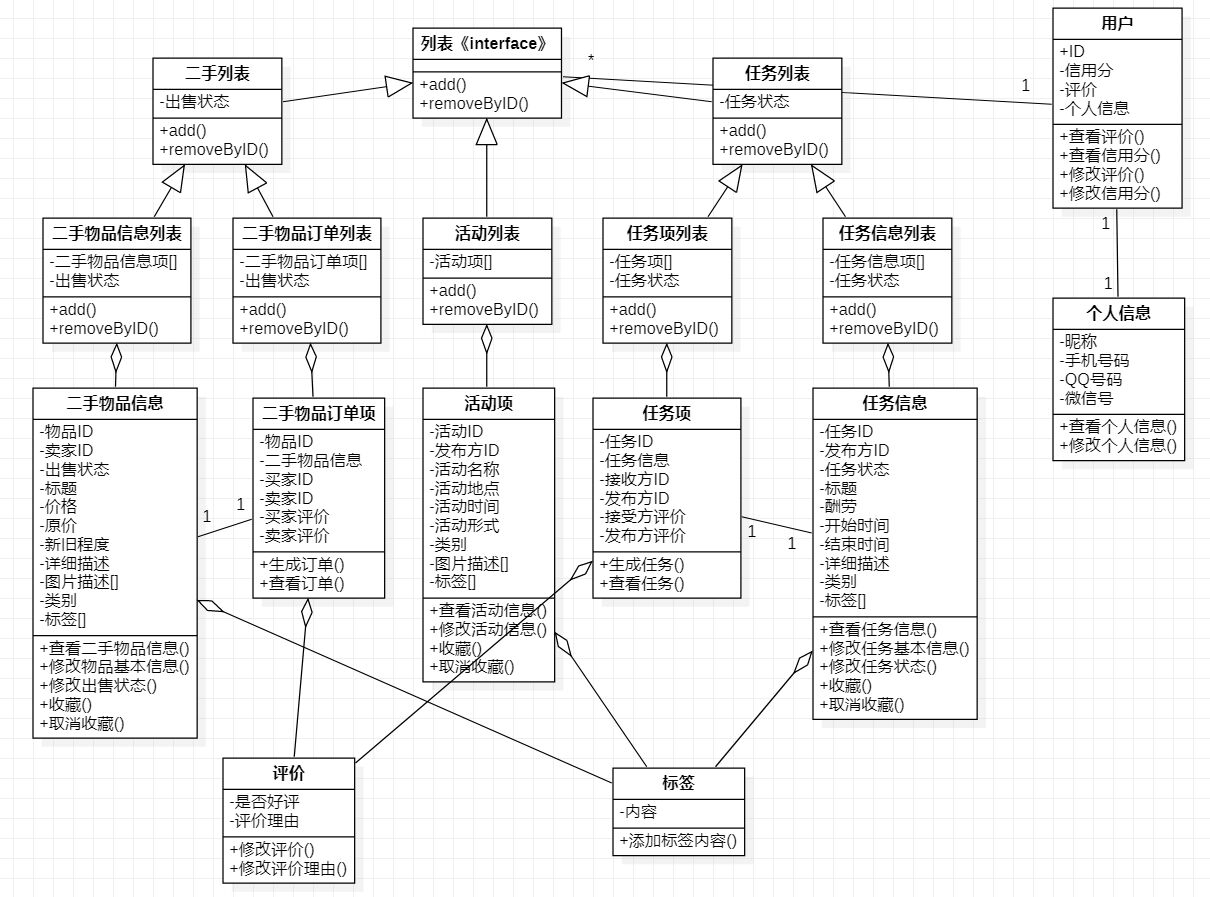 列表《interface》
+add()
+removeByID()
*
用户
+ID
-信用分
-评价
-个人信息
+查看评价()
+查看信用分()
+修改评价()
+修改信用分()
1
二手列表
-出售状态
+add()
+removeByID()
任务列表
-任务状态
+add()
+removeByID()
二手物品信息列表
-二手物品信息项[]
-出售状态
+add()
+removeByID()
二手物品订单列表
-二手物品订单项[]
-出售状态
+add()
+removeByID()
活动列表
-活动项[]
+add()
+removeByID()
任务项列表
-任务项[]
-任务状态
+add()
+removeByID()
任务信息列表
-任务信息项[]
-任务状态
+add()
+removeByID()
1
1
个人信息
-昵称
-手机号码
-QQ号码
-微信号
+查看个人信息()
+修改个人信息()
二手物品信息
-物品ID
-卖家ID
-出售状态
-标题
-价格
-原价
-新旧程度
-详细描述
-图片描述[]
-类别
-标签[]
+查看二手物品信息()
+修改物品基本信息()
+修改出售状态()
+收藏()
+取消收藏()
1
1
二手物品订单项
-物品ID
-二手物品信息
-买家ID
-卖家ID
-买家评价
-卖家评价
+生成订单()
+查看订单()
活动项
-活动ID
-发布方ID
-活动名称
-活动地点
-活动时间
-活动形式
-类别
-图片描述[]
-标签[]
+查看活动信息()
+修改活动信息()
+收藏()
+取消收藏()
任务项
-任务ID
-任务信息
-接收方ID
-发布方ID
-接受方评价
-发布方评价
+生成任务()
+查看任务()
1
1
任务信息
-任务ID
-发布方ID
-任务状态
-标题
-酬劳
-开始时间
-结束时间
-详细描述
-类别
-标签[]
+查看任务信息()
+修改任务基本信息()
+修改任务状态()
+收藏()
+取消收藏()
评价
-是否好评
-评价理由
+修改评价()
+修改评价理由()
标签
-内容
+添加标签内容()